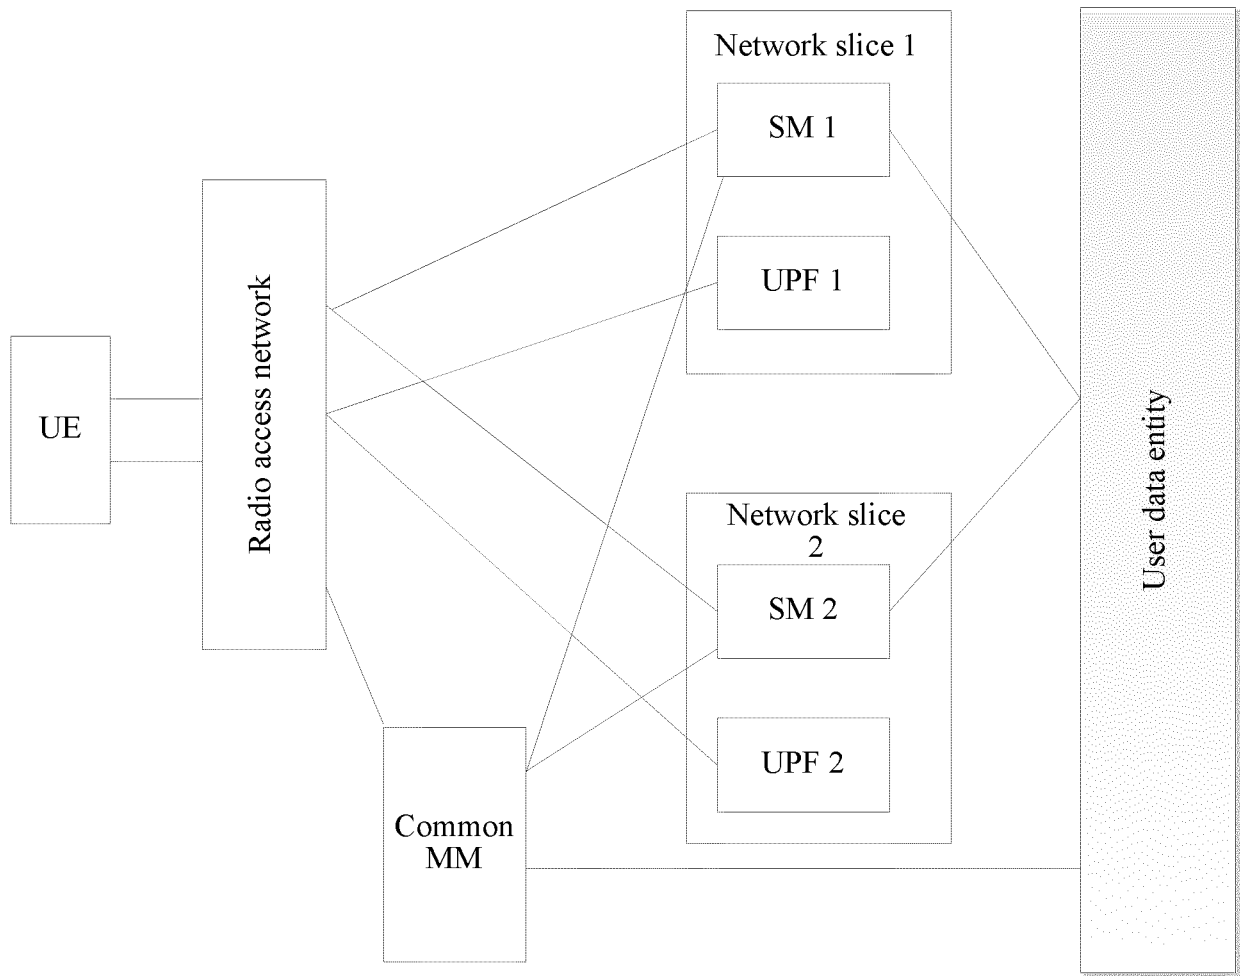 Network slice 1
SM 1
UPF 1
UE
Radio access network
Network slice
2
SM 2
UPF 2
Common
MM
User data entity